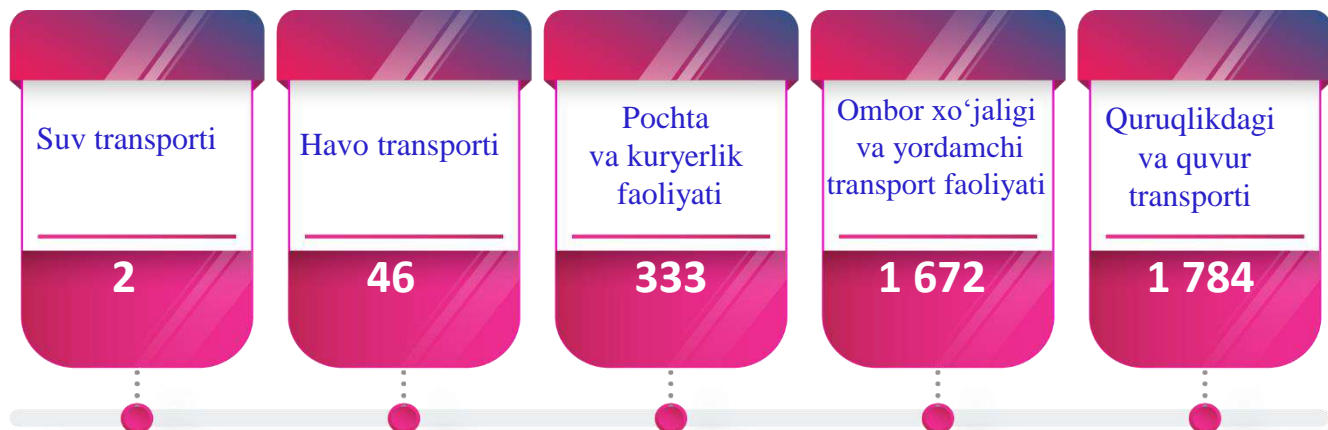 Suv transporti
2
Havo transporti
46
Pochta
va kuryerlik
faoliyati
333
Ombor xo‘jaligi
va yordamchi
transport faoliyati
1 672
Quruqlikdagi
va quvur
transporti
1 784